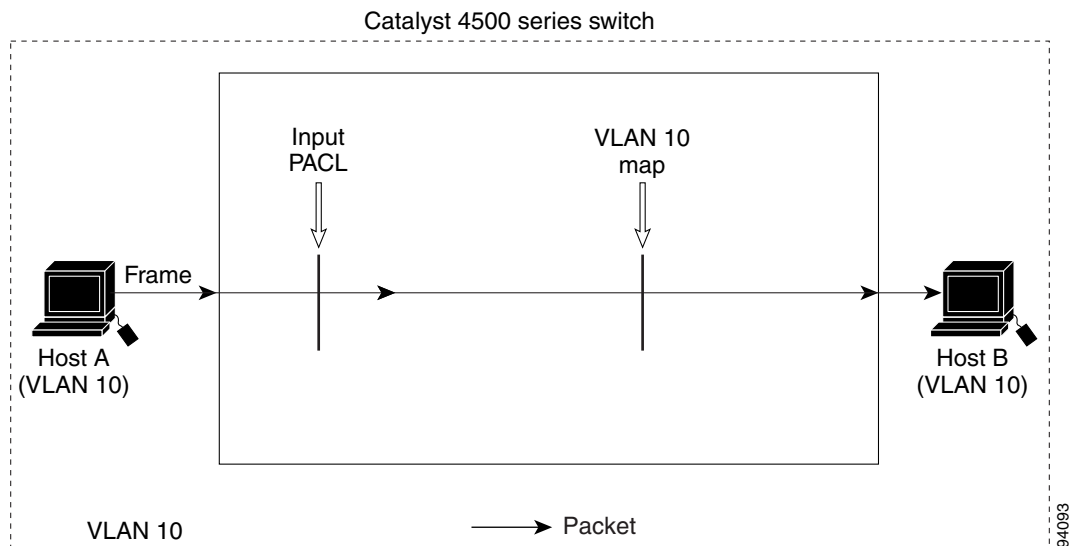 Catalyst 4500 series switch
Input
PACL
VLAN 10
map
Frame
Host A
(VLAN 10)
Host B
(VLAN 10)
VLAN 10
Packet
94093